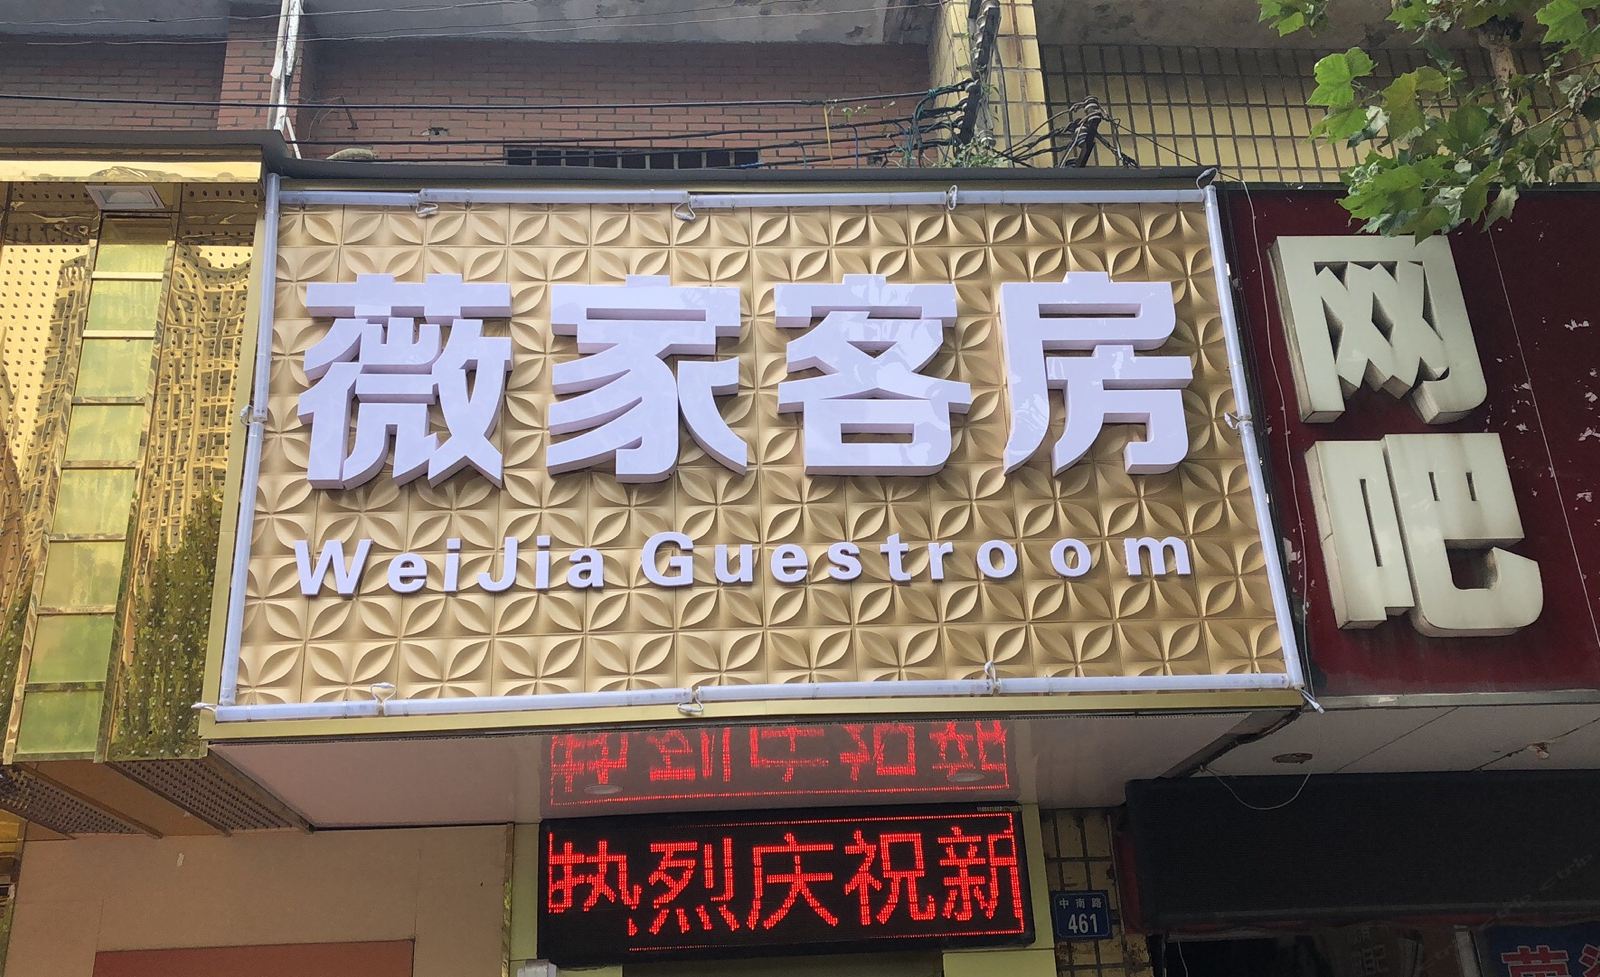 薇家客房
WeiJia Guestroom
网吧
热烈庆祝新
中南路
461